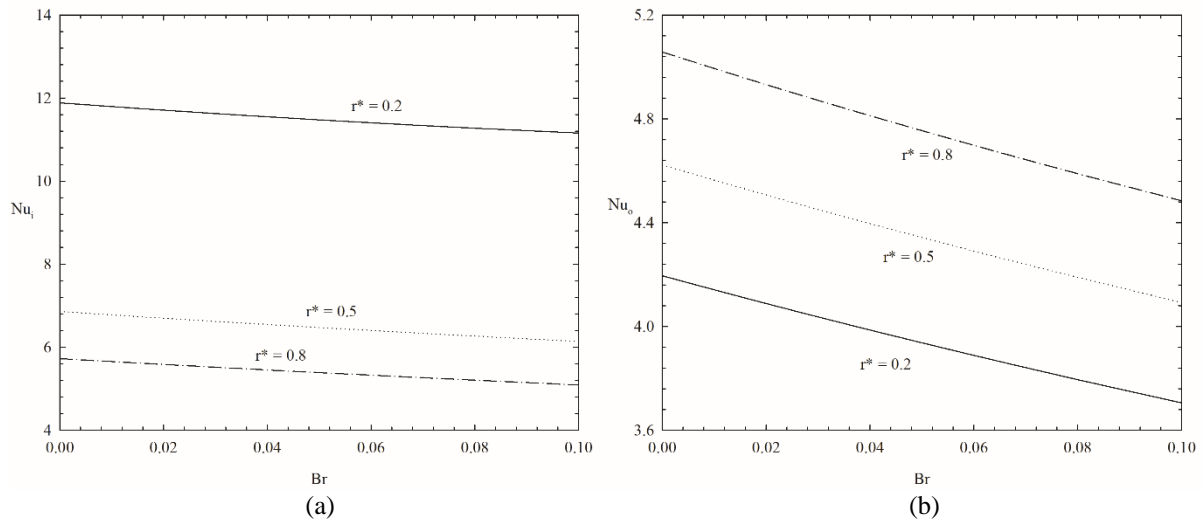 14
12
r* = 0.2
10
Nu_i
8
r* = 0.5
6
r* = 0.8
4
0.00 0.02 0.04 0.06 0.08 0.10
Br
(a)
5.2
4.8
r* = 0.8
4.4
Nu_o
r* = 0.5
4.0
r* = 0.2
3.6
0.00 0.02 0.04 0.06 0.08 0.10
Br
(b)